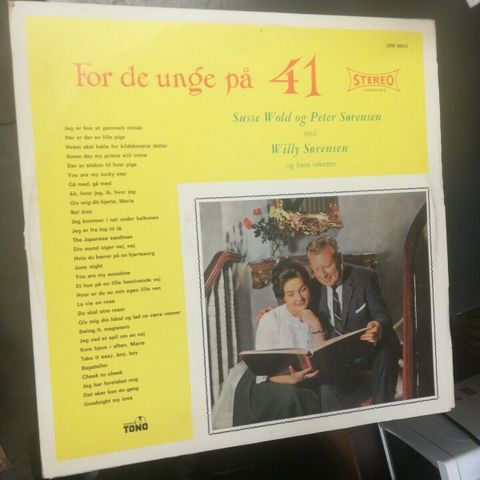 For de unge på 41
STEREO
Susse Wold og Peter Sørensen
med
Willy Sørensen
og hans orkester
Jeg er kun et gammelt minde
Her er der en lille pige
Hvem skal kæle for kildekonens datter
Some day my prince will come
Der er elekov til hver pige
You are my lucky star
Gå med, gå med
Åh, hvor jeg, ih, hvor jeg
Giv mig dit hjerte, Maria
Bel Ami
Jeg kommer i nat under balkonen
Jeg er fra top til tå
The Japanese sandman
Din mund siger nej, nej
Hvis du bærer på en hjertesorg
June night
You are my sunshine
Et hus på en lille henrivende vej
Hvor er du nu min egen lille ven
La vie en rose
Du skal strø roser
Giv mig din hånd og lad os være venner
Swing it, magistern
Jeg ved et spil om en vej
Kom hjem i aften, Marie
Take it easy, boy, boy
Bagateller
Cheek to cheek
Jeg har forelsket mig
Det sker kun en gang
Goodnight my love
TONO